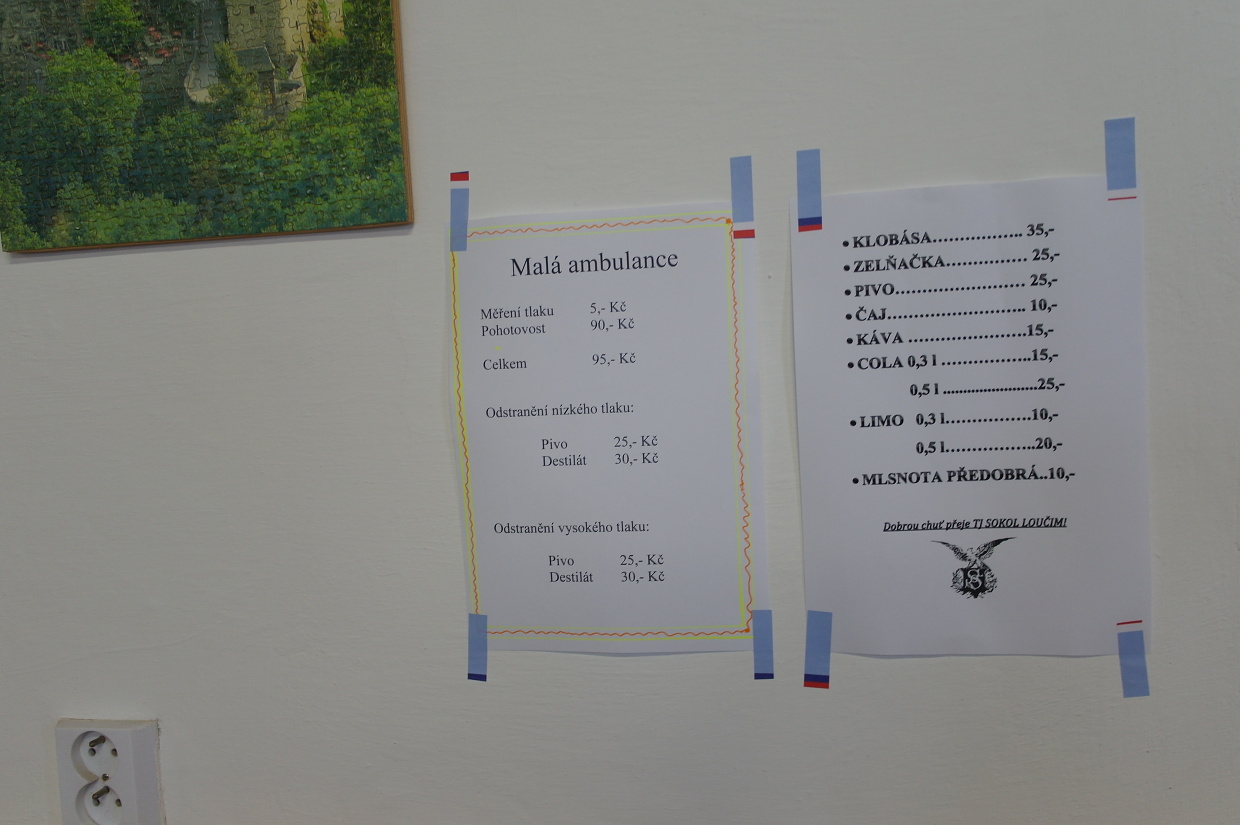 Malá ambulance
Měření tlaku 5,- Kč
Pohotovost 90,- Kč
Celkem 95,- Kč
Odstranění nízkého tlaku:
Pivo 25,- Kč
Destilát 30,- Kč
Odstranění vysokého tlaku:
Pivo 25,- Kč
Destilát 30,- Kč
• KLOBÁSA.................. 35,-
• ZELŇAČKA................ 25,-
• PIVO.......................... 25,-
• ČAJ............................ 10,-
• KÁVA .......................15,-
• COLA 0,3 l .................15,-
0,5 l ........................25,-
• LIMO 0,3 l.................10,-
0,5 l.................20,-
• MLSNOTA PŘEDOBRÁ..10,-
Dobrou chuť přeje TJ SOKOL LOUČIM!